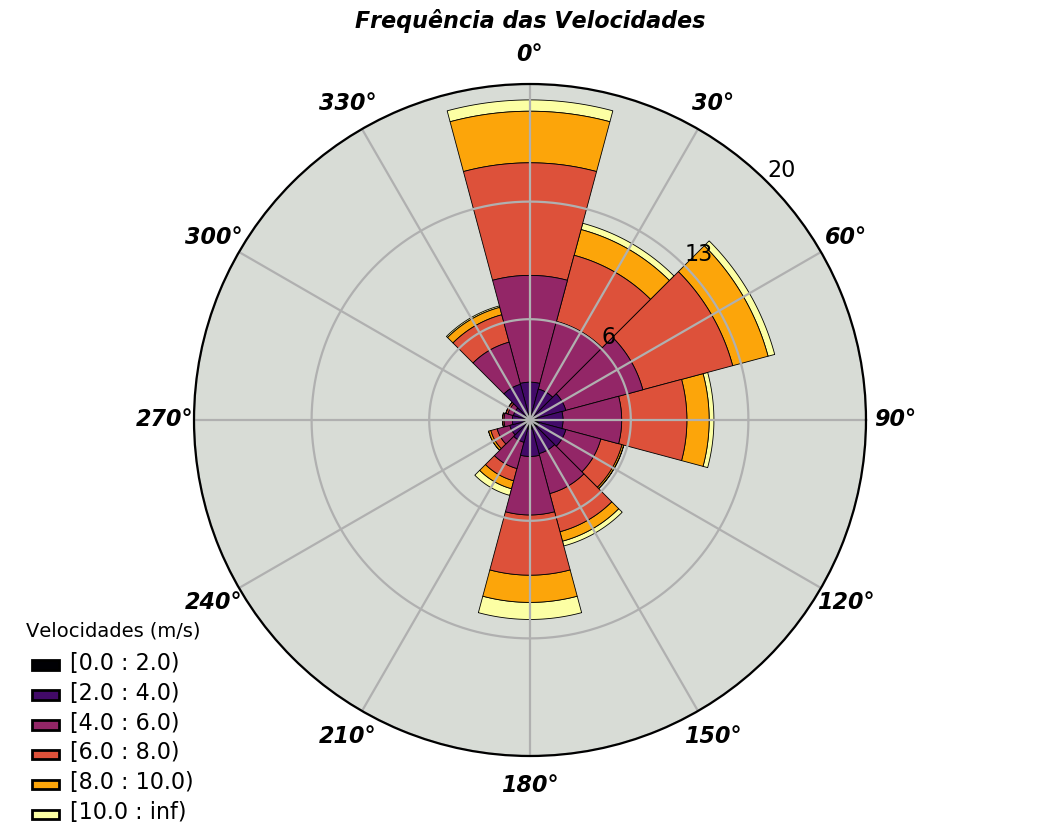 Frequência das Velocidades
0°
330°
30°
20
300°
60°
13
6
270°
90°
240°
120°
210°
150°
180°
Velocidades (m/s)
[0.0 : 2.0)
[2.0 : 4.0)
[4.0 : 6.0)
[6.0 : 8.0)
[8.0 : 10.0)
[10.0 : inf)